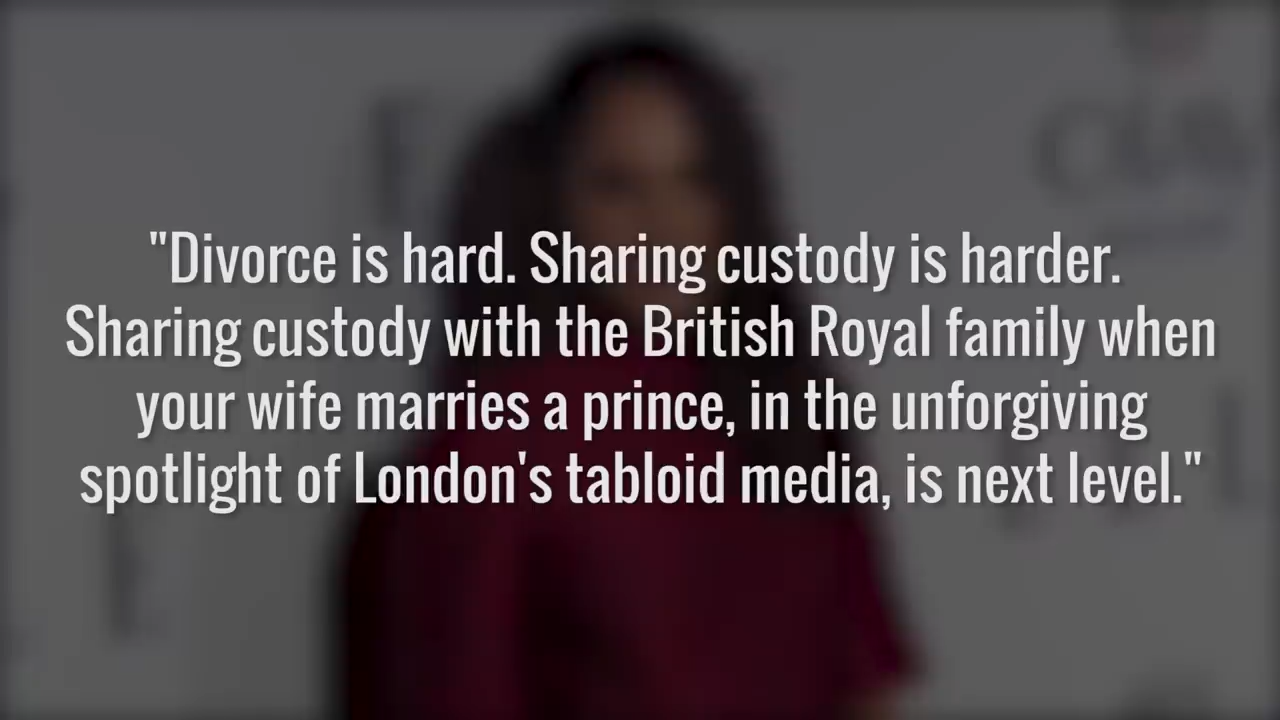 "Divorce is hard. Sharing custody is harder.
Sharing custody with the British Royal family when
your wife marries a prince, in the unforgiving
spotlight of London's tabloid media, is next level."